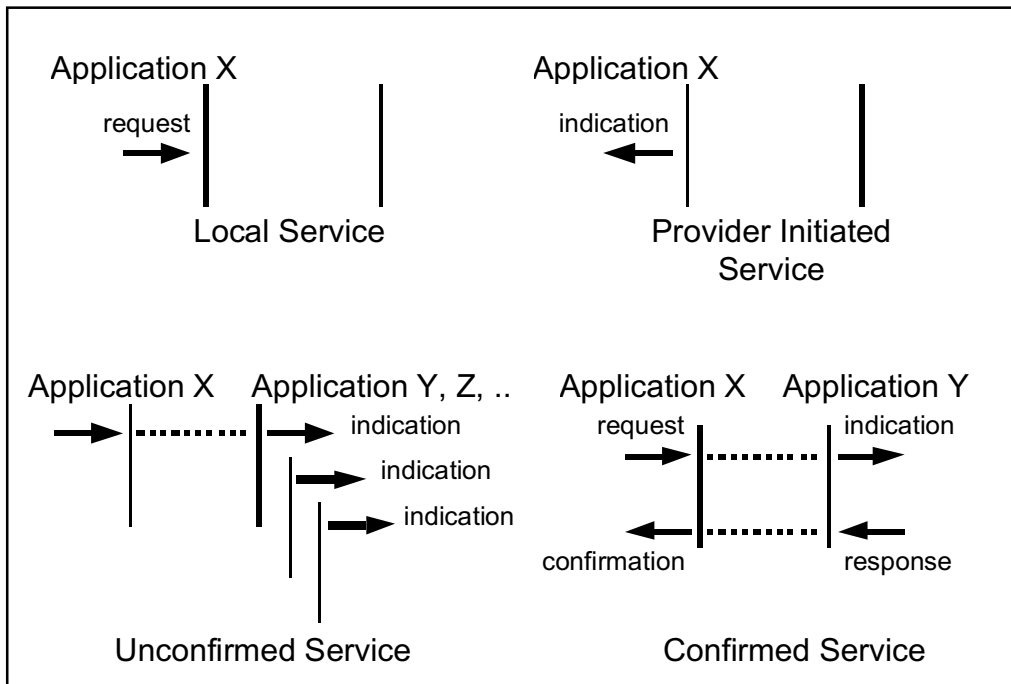 Application X
request
Local Service
Application X
indication
Provider Initiated
Service
Application X
Application Y, Z, ..
indication
indication
indication
Unconfirmed Service
Application X
Application Y
request
indication
confirmation
response
Confirmed Service